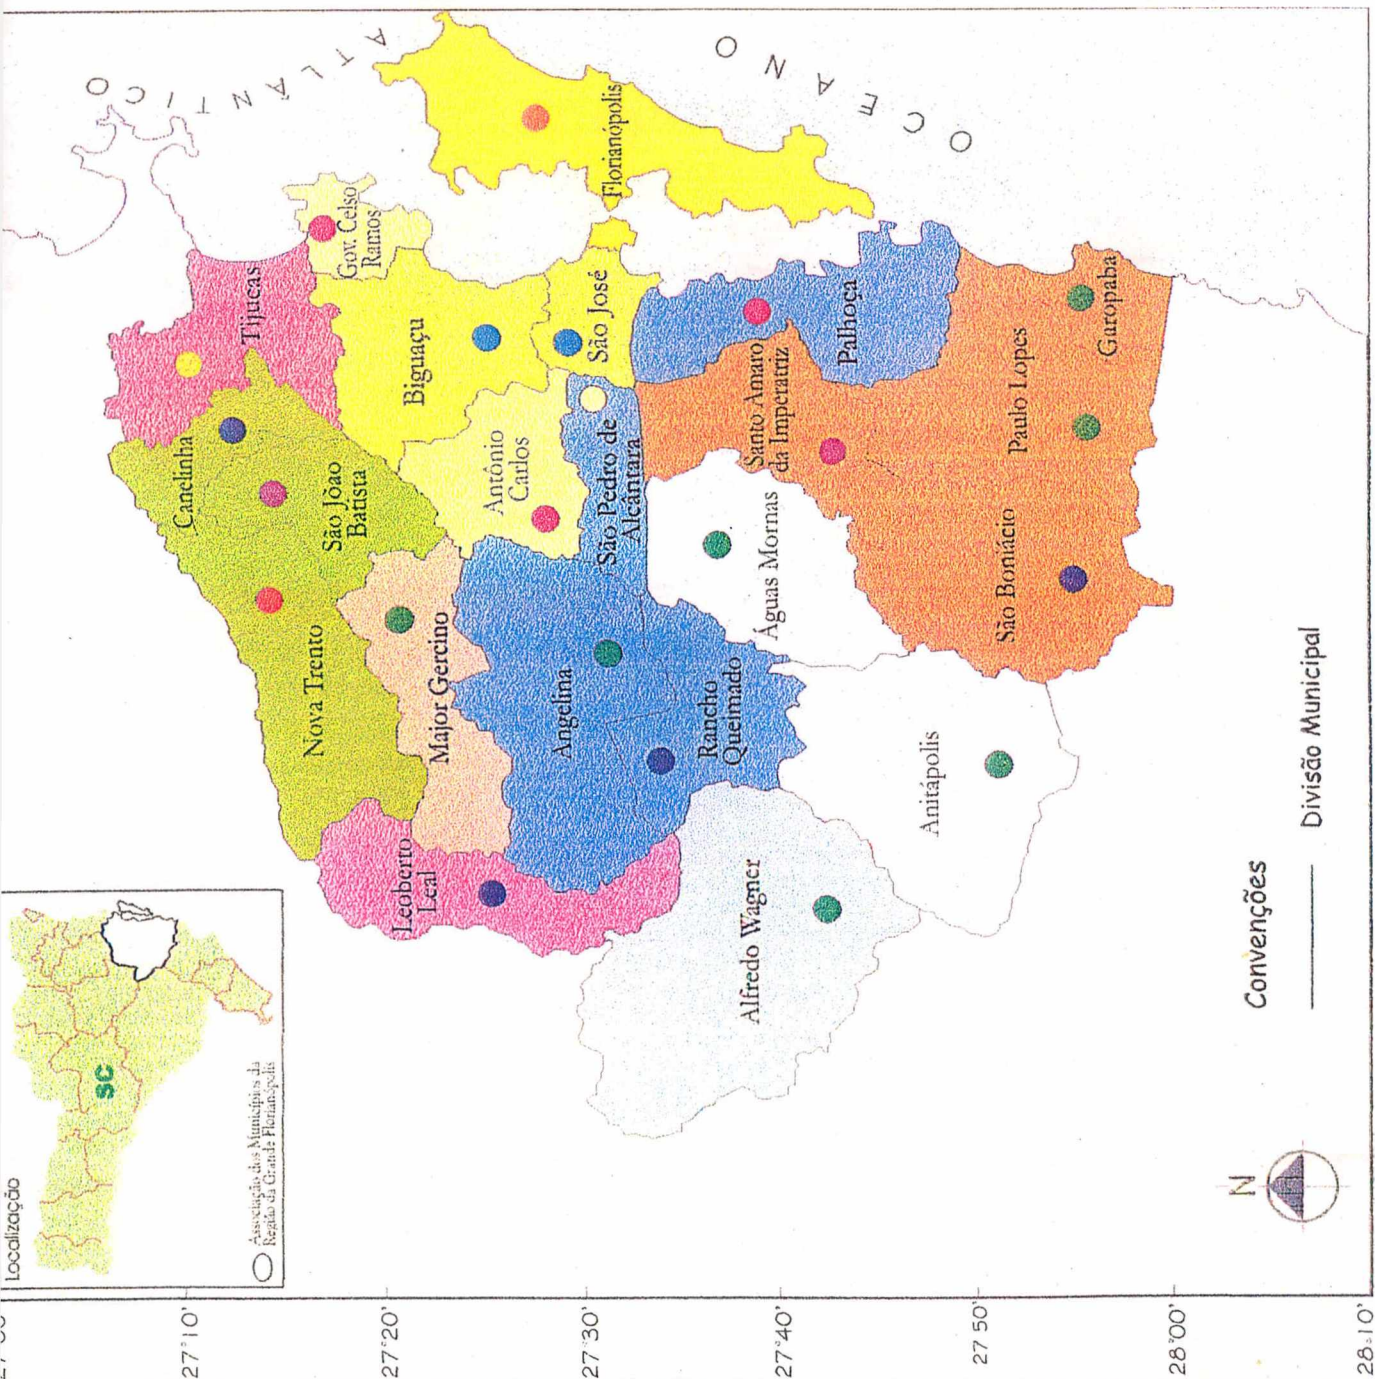 Localização
SC
Associação dos Municípios da
Região da Grande Florianópolis
OCEANO
ATLÂNTICO
Tijucas
Gov. Celso
Ramos
Canelinha
São Jòao
Batista
Nova Trento
Major Gercino
Leoberto
Leal
Biguaçu
Antônio
Carlos
São José
Florianópolis
São Pedro de
Alcântara
Angelina
Rancho
Queimado
Palhoça
Santo Amaro
da Imperatriz
Águas Mornas
Paulo Lopes
Garopaba
São Boniácio
Anitápolis
Alfredo Wagner
Convenções
Divisão Municipal
N
27°10'
27°20'
27°30'
27°40'
27°50'
28°00'
28°10'